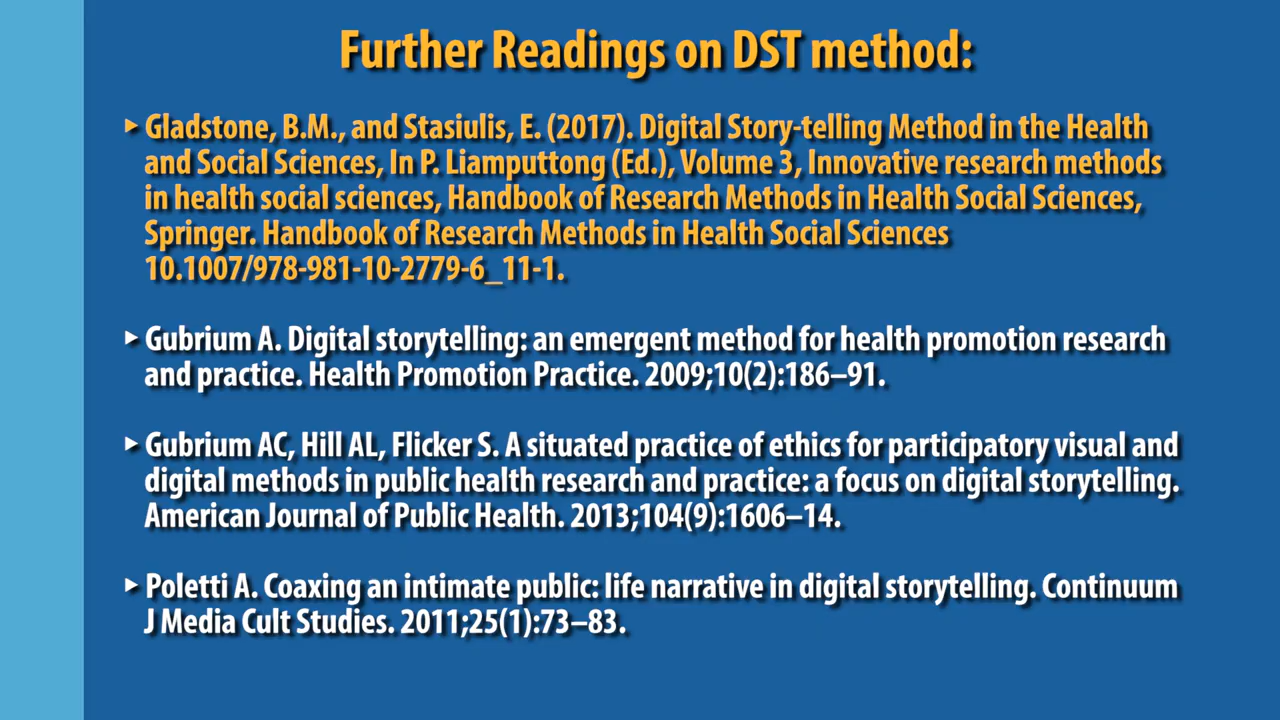 Further Readings on DST method:
Gladstone, B.M., and Stasiulis, E. (2017). Digital Story-telling Method in the Health
and Social Sciences, In P. Liamputtong (Ed.), Volume 3, Innovative research methods
in health social sciences, Handbook of Research Methods in Health Social Sciences,
Springer. Handbook of Research Methods in Health Social Sciences
10.1007/978-981-10-2779-6_11-1.
Gubrium A. Digital storytelling: an emergent method for health promotion research
and practice. Health Promotion Practice. 2009;10(2):186–91.
Gubrium AC, Hill AL, Flicker S. A situated practice of ethics for participatory visual and
digital methods in public health research and practice: a focus on digital storytelling.
American Journal of Public Health. 2013;104(9):1606–14.
Poletti A. Coaxing an intimate public: life narrative in digital storytelling. Continuum
J Media Cult Studies. 2011;25(1):73–83.